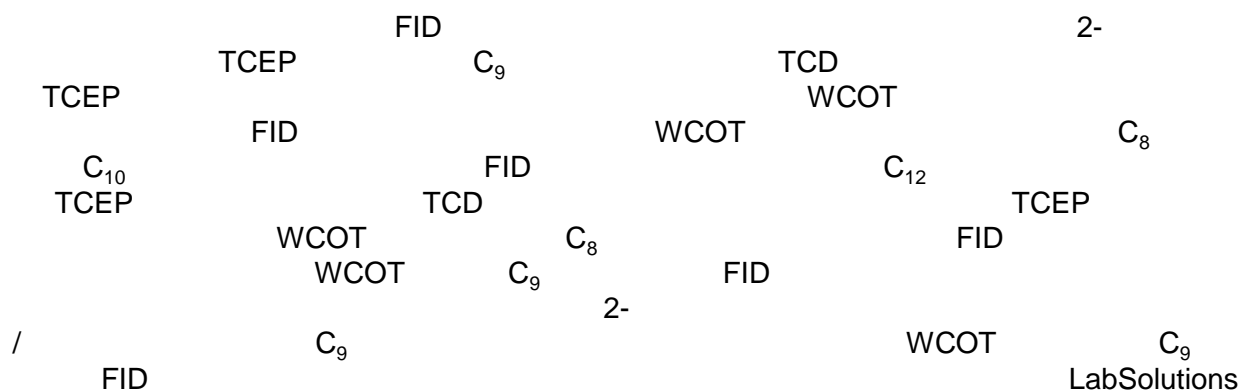 FID 2-
TCEP C₉ TCD
TCEP WCOT
FID WCOT C₈
C₁₀ FID C₁₂
TCEP TCD TCEP
WCOT C₈ FID
WCOT C₉ FID
2-
/ C₉ WCOT C₉
FID LabSolutions